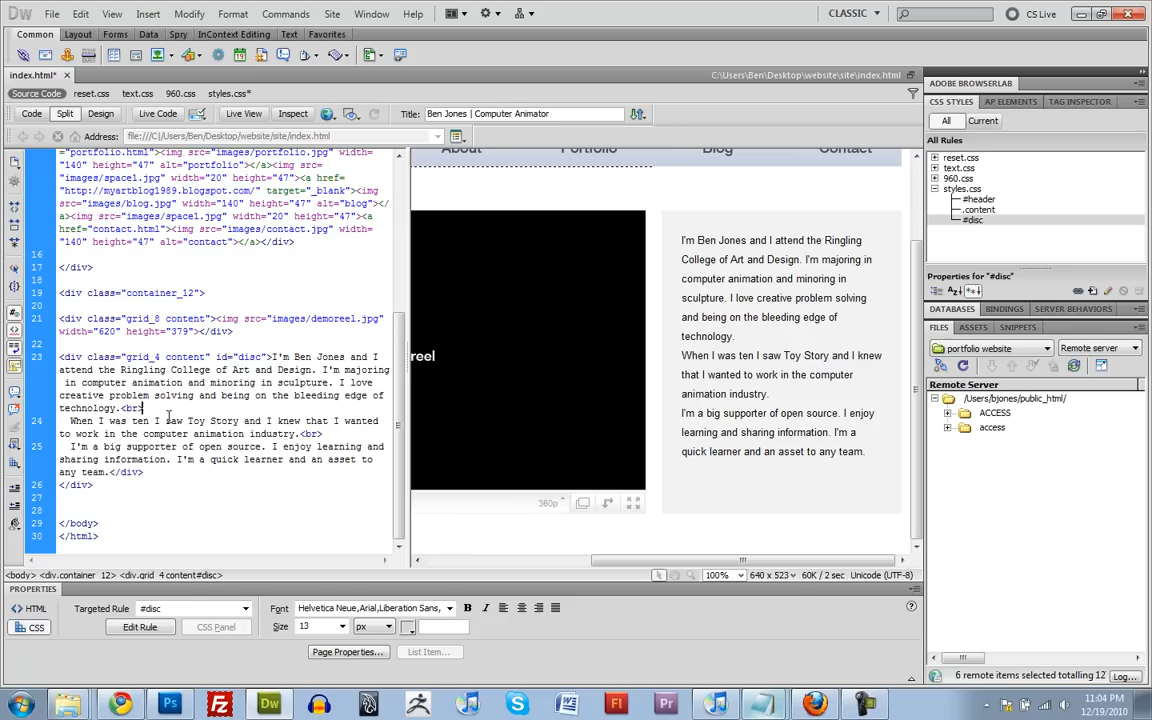 Dw File Edit View Insert Modify Format Commands Site Window Help CLASSIC CS Live
Common Layout Forms Data Spry InContext Editing Text Favorites
index.html* × C:\Users\Ben\Desktop\website\site\index.html
Source Code reset.css text.css 960.css styles.css*
Code Split Design Live Code Live View Inspect Title: Ben Jones | Computer Animator
Address: file:///C|/Users/Ben/Desktop/website/site/index.html
="portfolio.html"><img src="images/portfolio.jpg" width=
"140" height="47" alt="portfolio"></a><img src=
"images/space1.jpg" width="20" height="47"><a href=
"http://myartblog1989.blogspot.com/" target="_blank"><img
src="images/blog.jpg" width="140" height="47" alt="blog"></
a><img src="images/space1.jpg" width="20" height="47"><a
href="contact.html"><img src="images/contact.jpg" width=
"140" height="47" alt="contact"></a></div>
16
17 </div>
18
19 <div class="container_12">
20
21 <div class="grid_8 content"><img src="images/demoreel.jpg"
width="620" height="379"></div>
22
23 <div class="grid_4 content" id="disc">I'm Ben Jones and I
attend the Ringling College of Art and Design. I'm majoring
in computer animation and minoring in sculpture. I love
creative problem solving and being on the bleeding edge of
technology.<br>
24 When I was ten I saw Toy Story and I knew that I wanted
to work in the computer animation industry.<br>
25 I'm a big supporter of open source. I enjoy learning and
sharing information. I'm a quick learner and an asset to
any team.</div>
26 </div>
27
28
29 </body>
30 </html>
About Portfolio Blog Contact
reel
360p
I'm Ben Jones and I attend the Ringling
College of Art and Design. I'm majoring in
computer animation and minoring in
sculpture. I love creative problem solving
and being on the bleeding edge of
technology.
When I was ten I saw Toy Story and I knew
that I wanted to work in the computer
animation industry.
I'm a big supporter of open source. I enjoy
learning and sharing information. I'm a
quick learner and an asset to any team.
<body> <div.container_12> <div.grid_4 content#disc> 100% 640 x 523 60K / 2 sec Unicode (UTF-8)
PROPERTIES
<> HTML Targeted Rule #disc Font Helvetica Neue,Arial,Liberation Sans, B I
CSS Edit Rule CSS Panel Size 13 px
Page Properties... List Item...
ADOBE BROWSERLAB
CSS STYLES AP ELEMENTS TAG INSPECTOR
All Current
All Rules
reset.css
text.css
960.css
styles.css
#header
.content
#disc
Properties for "#disc"
DATABASES BINDINGS SERVER BEHAVIORS
FILES ASSETS SNIPPETS
portfolio website Remote server
Remote Server
/Users/bjones/public_html/
ACCESS
access
6 remote items selected totalling 12 Log...
Ps Fz Dw Fl Pr
11:04 PM
12/19/2010